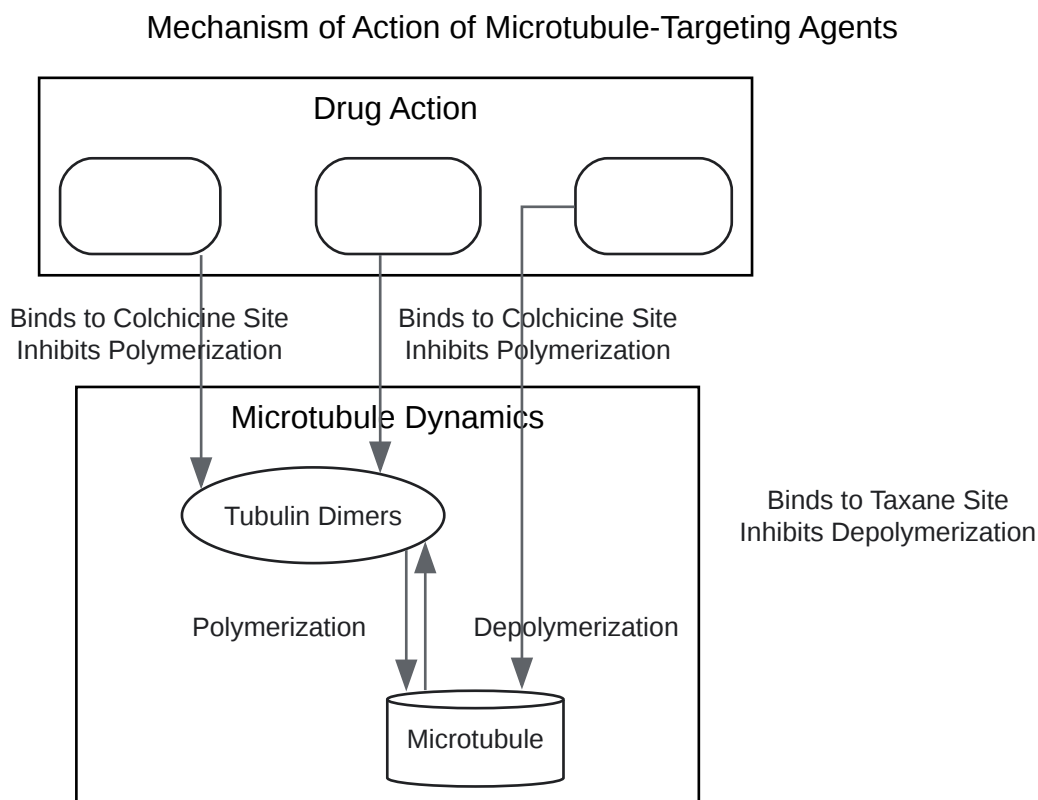 Mechanism of Action of Microtubule-Targeting Agents
Drug Action
Binds to Colchicine Site
Inhibits Polymerization
Binds to Colchicine Site
Inhibits Polymerization
Microtubule Dynamics
Tubulin Dimers
Binds to Taxane Site
Inhibits Depolymerization
Polymerization
Depolymerization
Microtubule